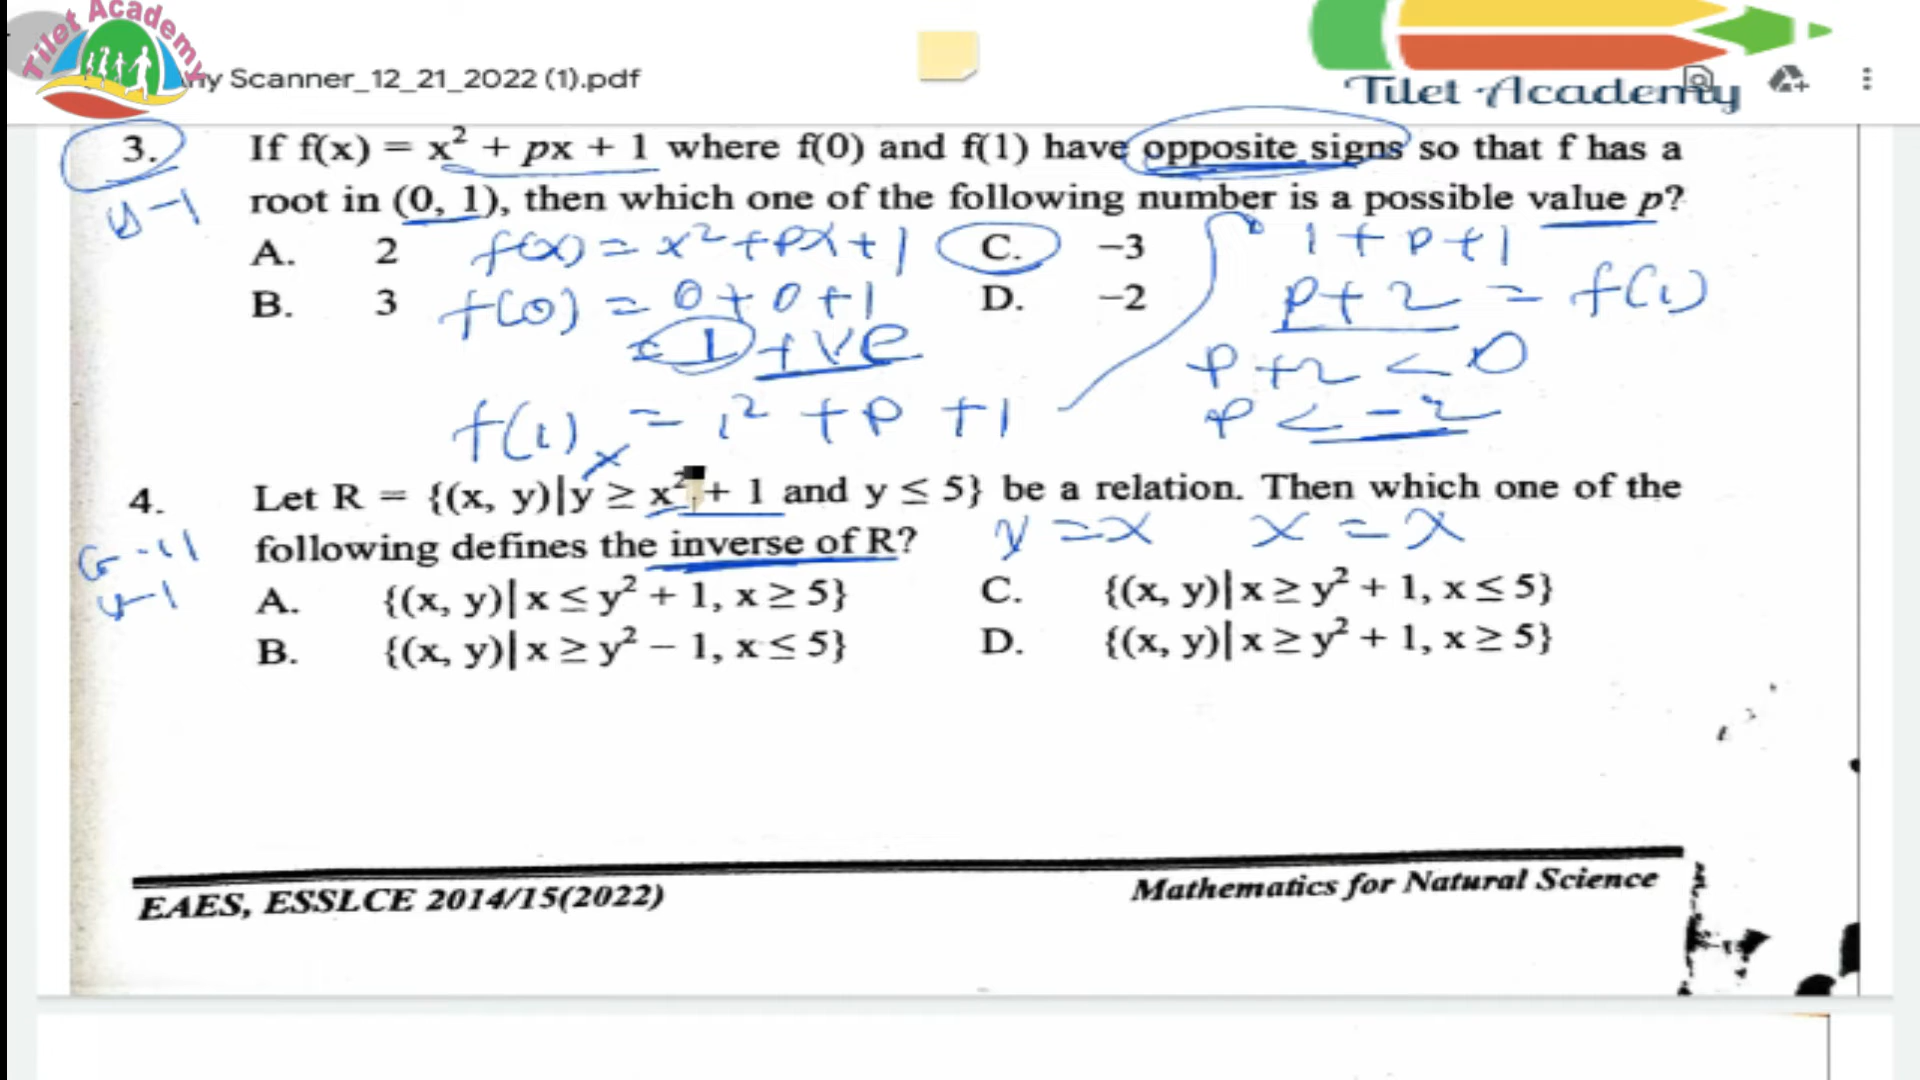 Tilet Academy
ny Scanner_12_21_2022 (1).pdf
Tilet Academy
3. If f(x) = x² + px + 1 where f(0) and f(1) have opposite signs so that f has a
root in (0, 1), then which one of the following number is a possible value p?
U-1
A. 2
B. 3
C. −3
D. −2
f(x) = x² + px + 1
f(0) = 0 + 0 + 1
= 1 +ve
f(1) = 1² + p + 1
1 + p + 1
p + 2 = f(1)
p + 2 < 0
p < -2
x
4. Let R = {(x, y)|y ≥ x² + 1 and y ≤ 5} be a relation. Then which one of the
following defines the inverse of R?
y = x x = x
G-11
U-1
A. {(x, y)| x ≤ y² + 1, x ≥ 5}
B. {(x, y)| x ≥ y² − 1, x ≤ 5}
C. {(x, y)| x ≥ y² + 1, x ≤ 5}
D. {(x, y)| x ≥ y² + 1, x ≥ 5}
EAES, ESSLCE 2014/15(2022)
Mathematics for Natural Science